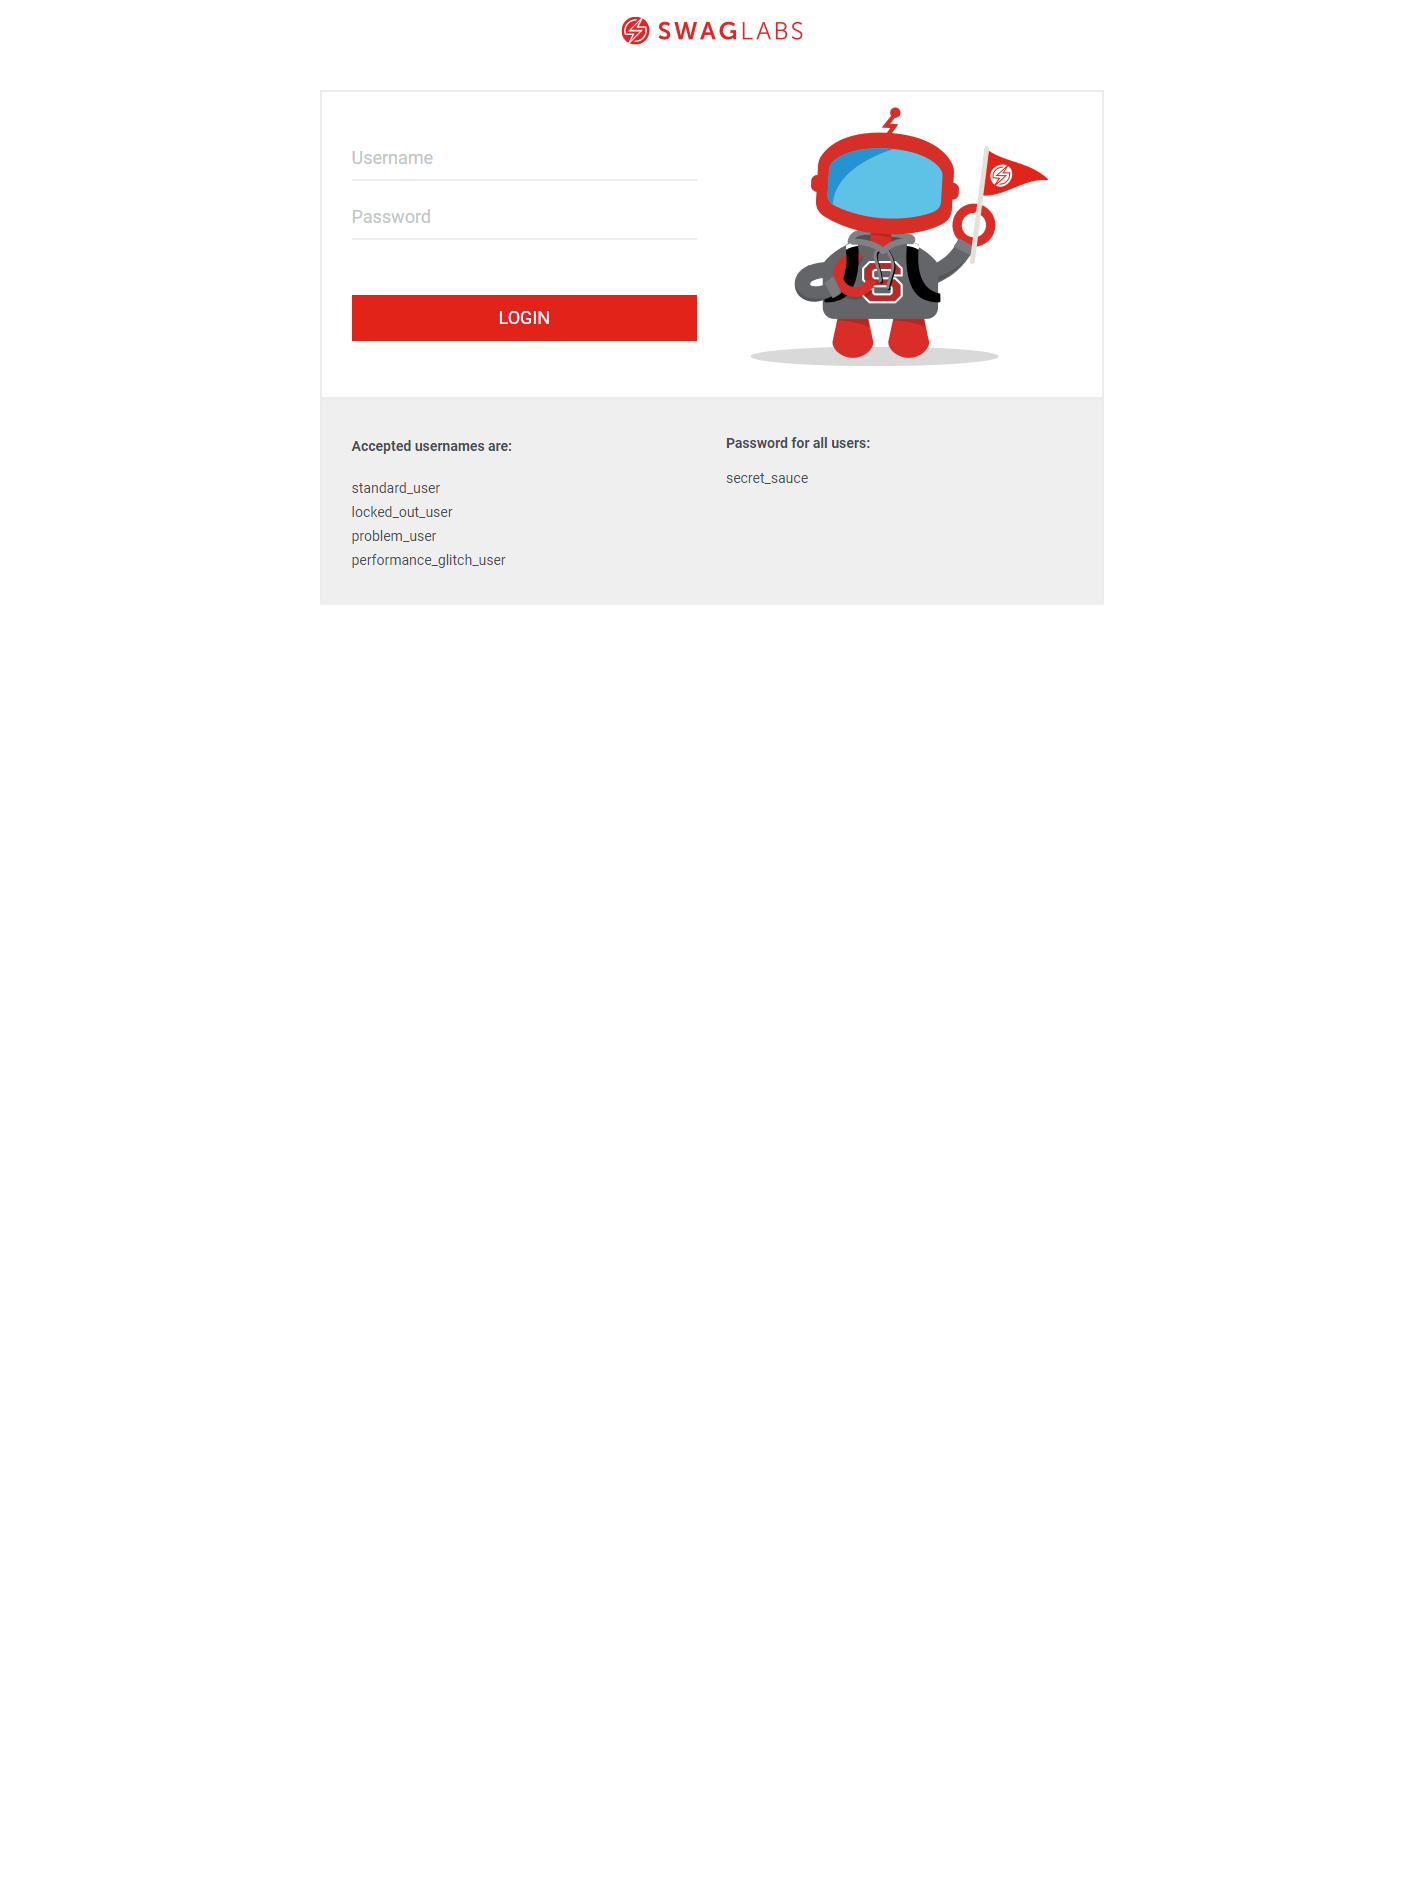 SWAGLABS
Username
Password
LOGIN
Accepted usernames are:
standard_user
locked_out_user
problem_user
performance_glitch_user
Password for all users:
secret_sauce
S